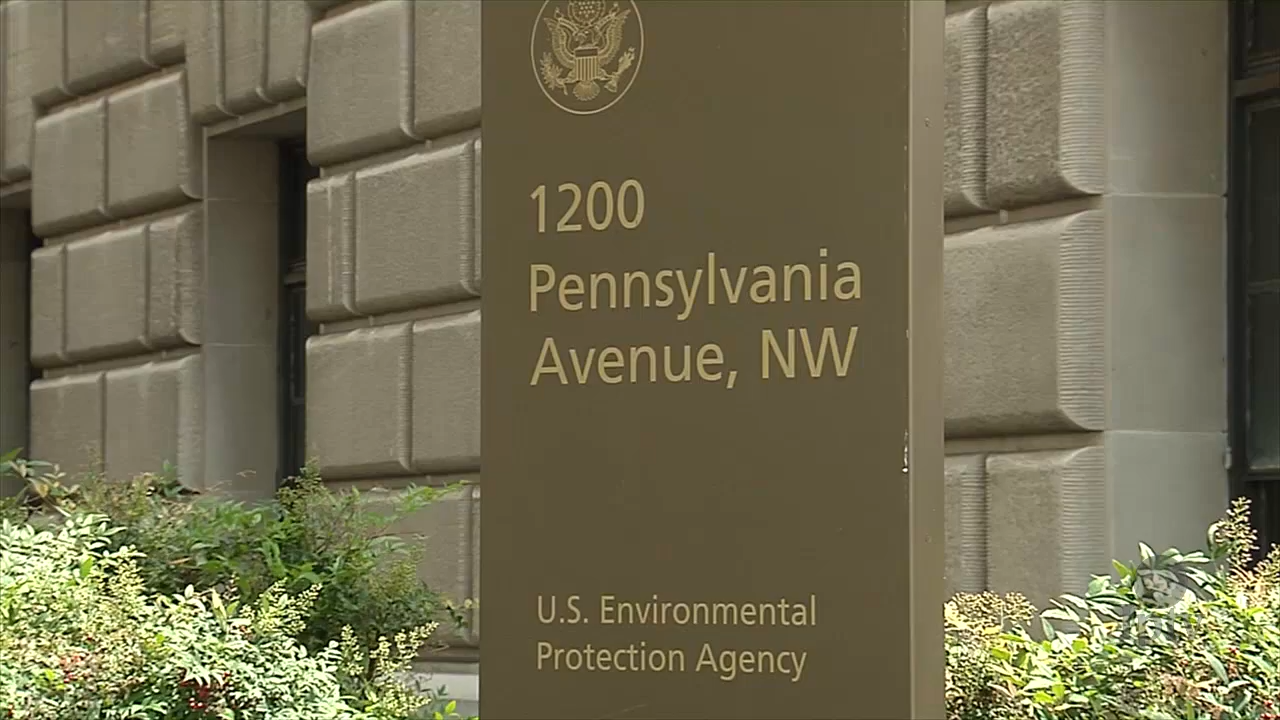 1200
Pennsylvania
Avenue, NW
U.S. Environmental
Protection Agency